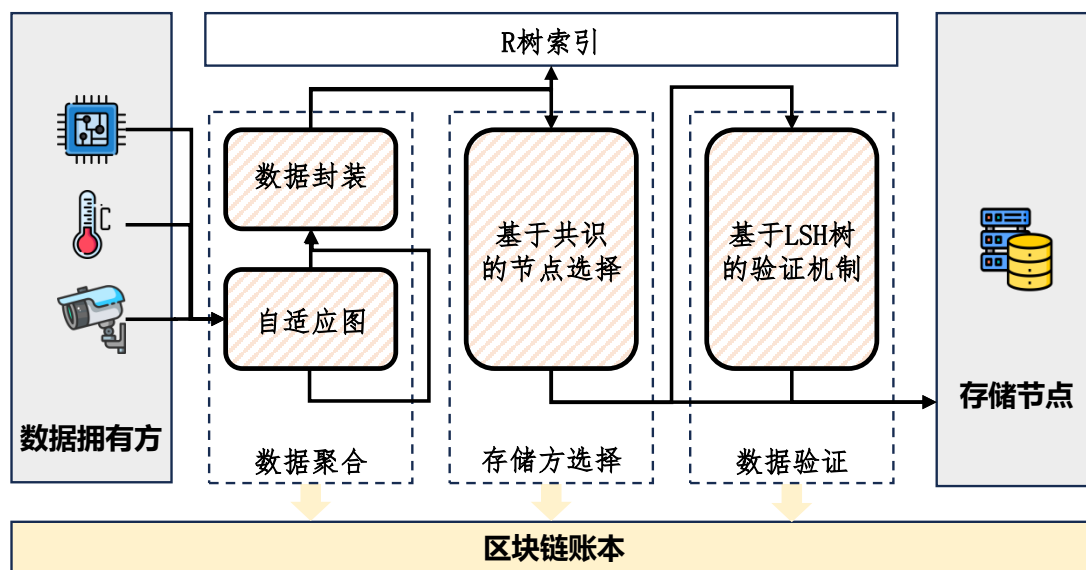 R树索引
数据封装
自适应图
数据聚合
基于共识
的节点选择
存储方选择
基于LSH树
的验证机制
数据验证
C
数据拥有方
存储节点
区块链账本